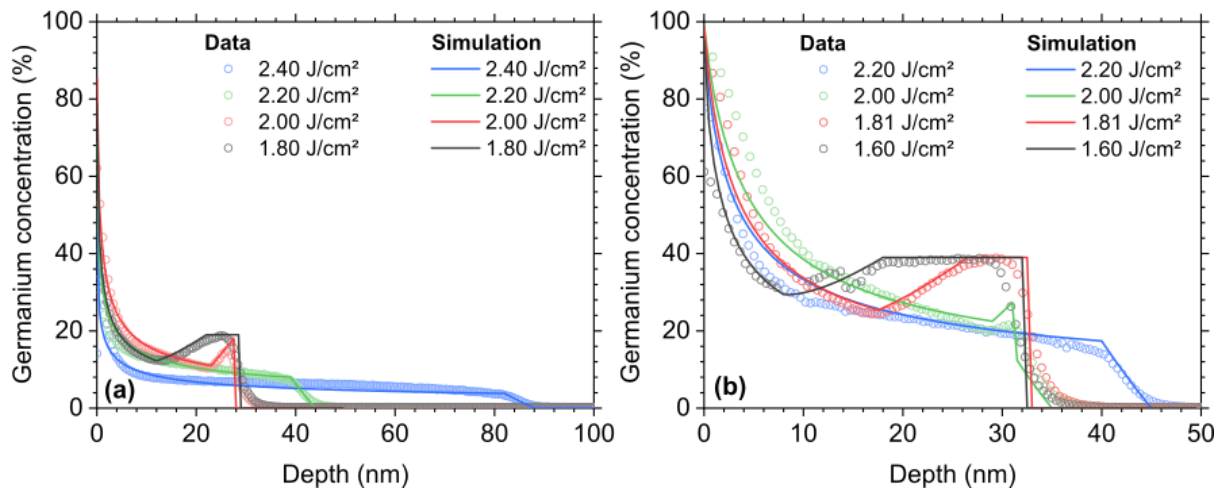 Data Simulation
2.40 J/cm² 2.40 J/cm²
2.20 J/cm² 2.20 J/cm²
2.00 J/cm² 2.00 J/cm²
1.80 J/cm² 1.80 J/cm²
100
80
60
40
20
0
Germanium concentration (%)
(a)
0 20 40 60 80 100
Depth (nm)
Data Simulation
2.20 J/cm² 2.20 J/cm²
2.00 J/cm² 2.00 J/cm²
1.81 J/cm² 1.81 J/cm²
1.60 J/cm² 1.60 J/cm²
100
80
60
40
20
0
Germanium concentration (%)
(b)
0 10 20 30 40 50
Depth (nm)